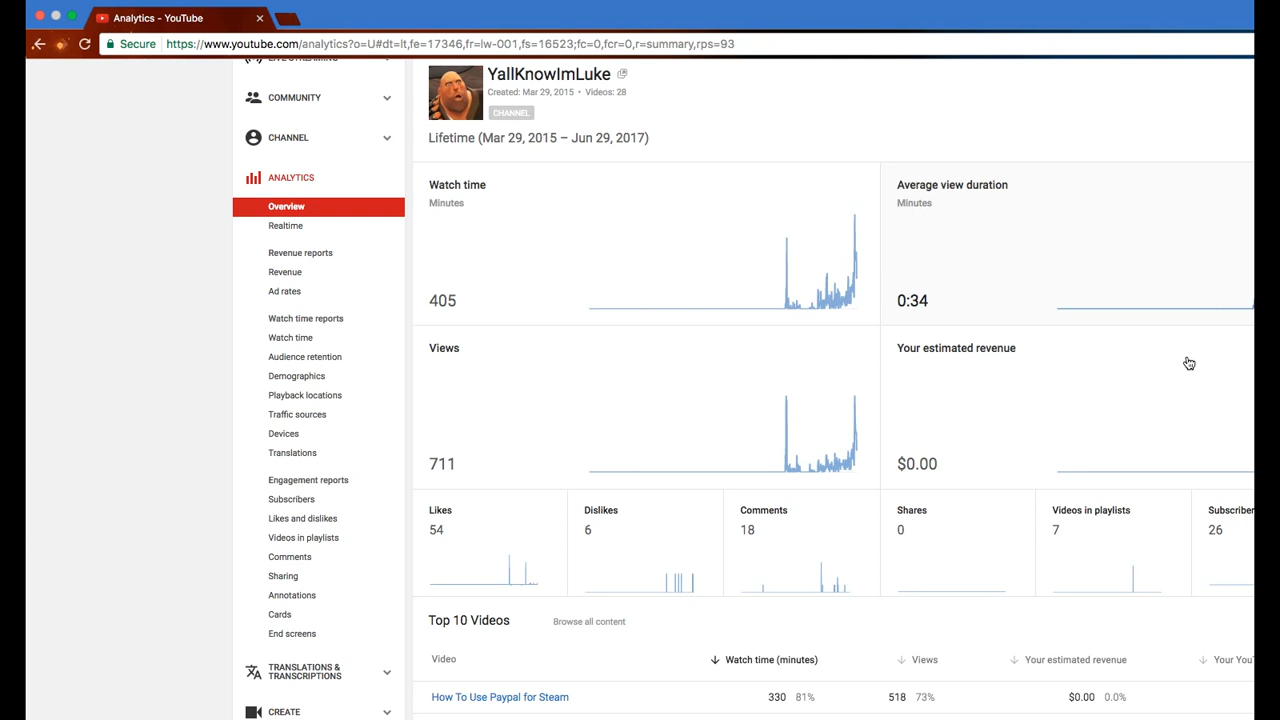 Analytics - YouTube
Secure https://www.youtube.com/analytics?o=U#dt=lt,fe=17346,fr=lw-001,fs=16523;fc=0,fcr=0,r=summary,rps=93
LIVE STREAMING
COMMUNITY
CHANNEL
ANALYTICS
Overview
Realtime
Revenue reports
Revenue
Ad rates
Watch time reports
Watch time
Audience retention
Demographics
Playback locations
Traffic sources
Devices
Translations
Engagement reports
Subscribers
Likes and dislikes
Videos in playlists
Comments
Sharing
Annotations
Cards
End screens
TRANSLATIONS &
TRANSCRIPTIONS
CREATE
YallKnowImLuke
Created: Mar 29, 2015 • Videos: 28
CHANNEL
Lifetime (Mar 29, 2015 – Jun 29, 2017)
Watch time
Minutes
405
Average view duration
Minutes
0:34
Views
711
Your estimated revenue
$0.00
Likes
54
Dislikes
6
Comments
18
Shares
0
Videos in playlists
7
Subscriber
26
Top 10 Videos Browse all content
Video Watch time (minutes) Views Your estimated revenue Your You
How To Use Paypal for Steam 330 81% 518 73% $0.00 0.0%